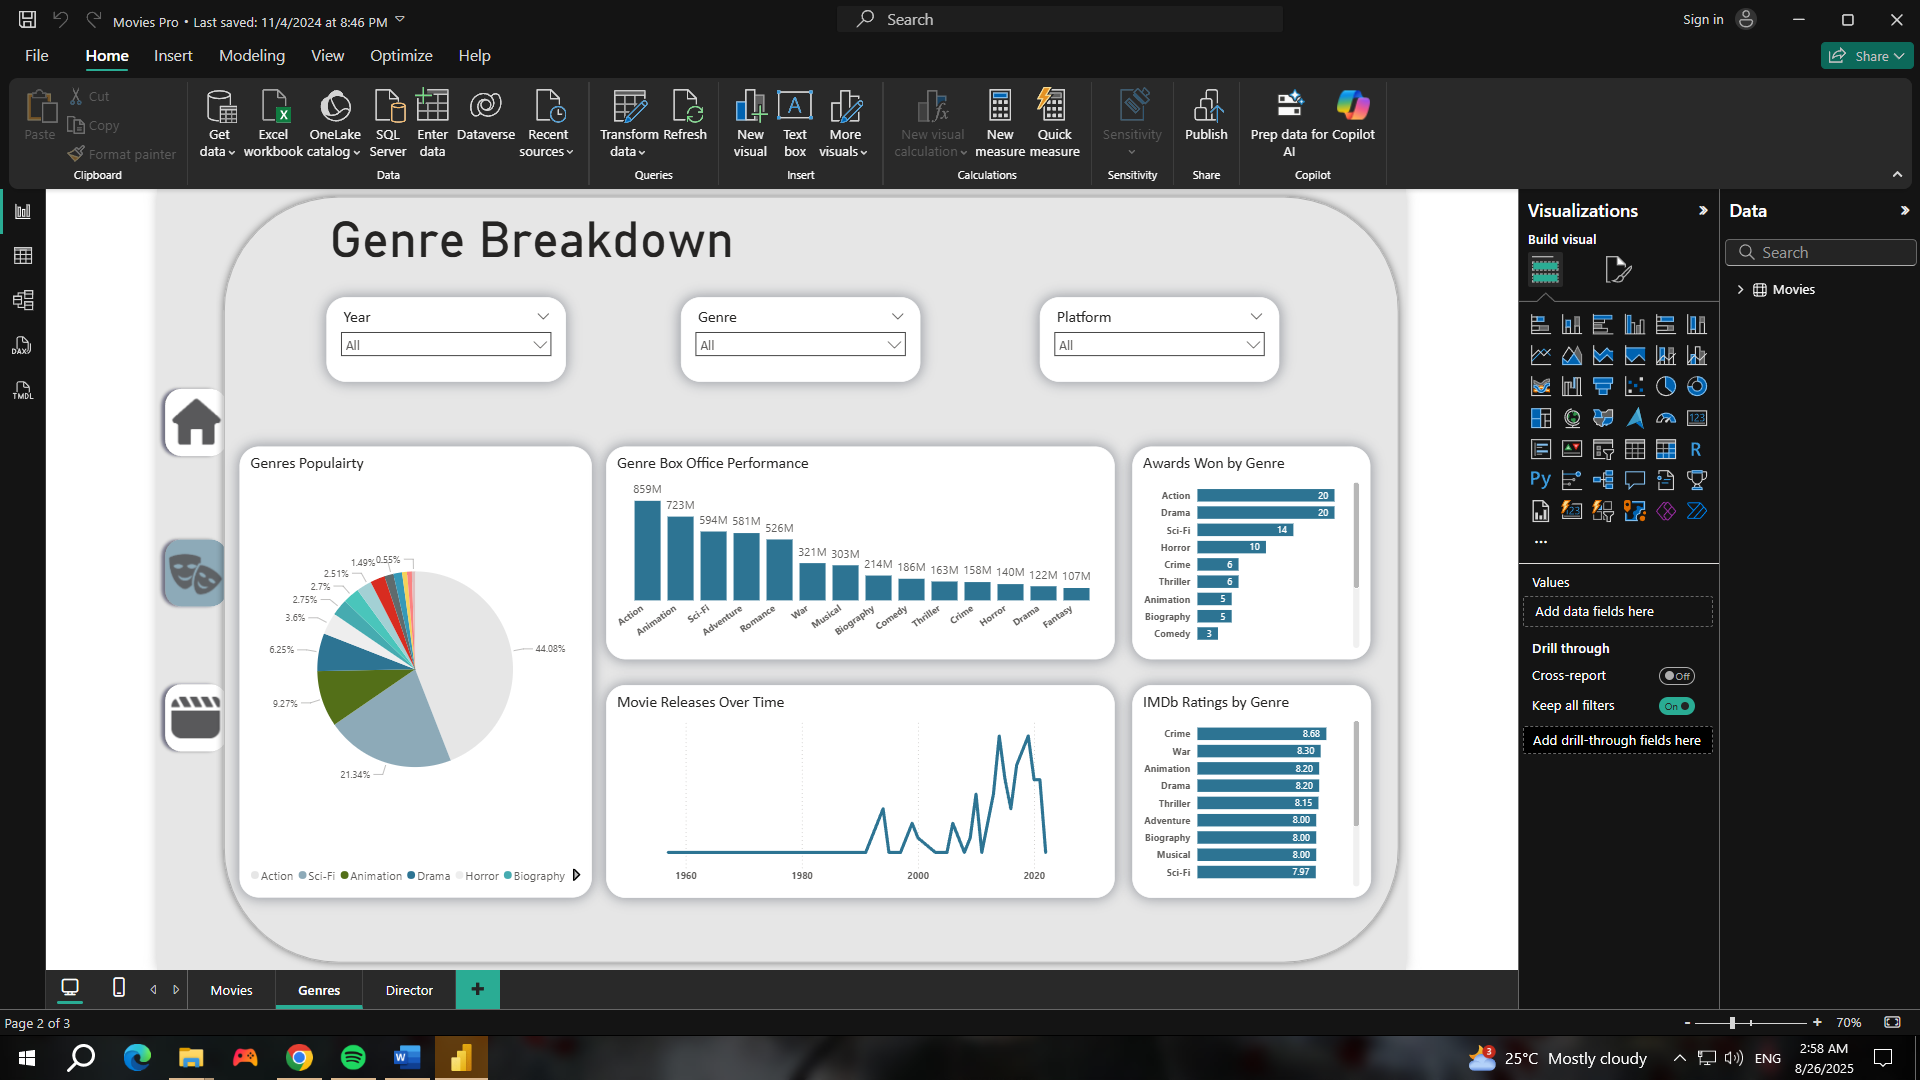 Movies Pro • Last saved: 11/4/2024 at 8:46 PM
Search
Sign in
File Home Insert Modeling View Optimize Help
Share
Paste
Cut
Copy
Format painter
Clipboard
Get data
Excel workbook
OneLake catalog
SQL Server
Enter data
Dataverse
Recent sources
Data
Transform data
Refresh
Queries
New visual
Text box
More visuals
Insert
New visual calculation
New measure
Quick measure
Calculations
Sensitivity
Sensitivity
Publish
Share
Prep data for AI
Copilot
Copilot
DAX
TMDL
Genre Breakdown
Year
All
Genre
All
Platform
All
Genres Populairty
0.55%
1.49%
2.51%
2.7%
2.75%
3.6%
6.25%
9.27%
21.34%
44.08%
Action Sci-Fi Animation Drama Horror Biography
Genre Box Office Performance
859M 723M 594M 581M 526M 321M 303M 214M 186M 163M 158M 140M 122M 107M
Action Animation Sci-Fi Adventure Romance War Musical Biography Comedy Thriller Crime Horror Drama Fantasy
Awards Won by Genre
Action 20
Drama 20
Sci-Fi 14
Horror 10
Crime 6
Thriller 6
Animation 5
Biography 5
Comedy 3
Movie Releases Over Time
1960 1980 2000 2020
IMDb Ratings by Genre
Crime 8.68
War 8.30
Animation 8.20
Drama 8.20
Thriller 8.15
Adventure 8.00
Biography 8.00
Musical 8.00
Sci-Fi 7.97
Visualizations
Build visual
123
R
Py
123
Values
Add data fields here
Drill through
Cross-report Off
Keep all filters On
Add drill-through fields here
Data
Search
Movies
Movies Genres Director
Page 2 of 3
- + 70%
3
25°C Mostly cloudy
ENG
2:58 AM
8/26/2025